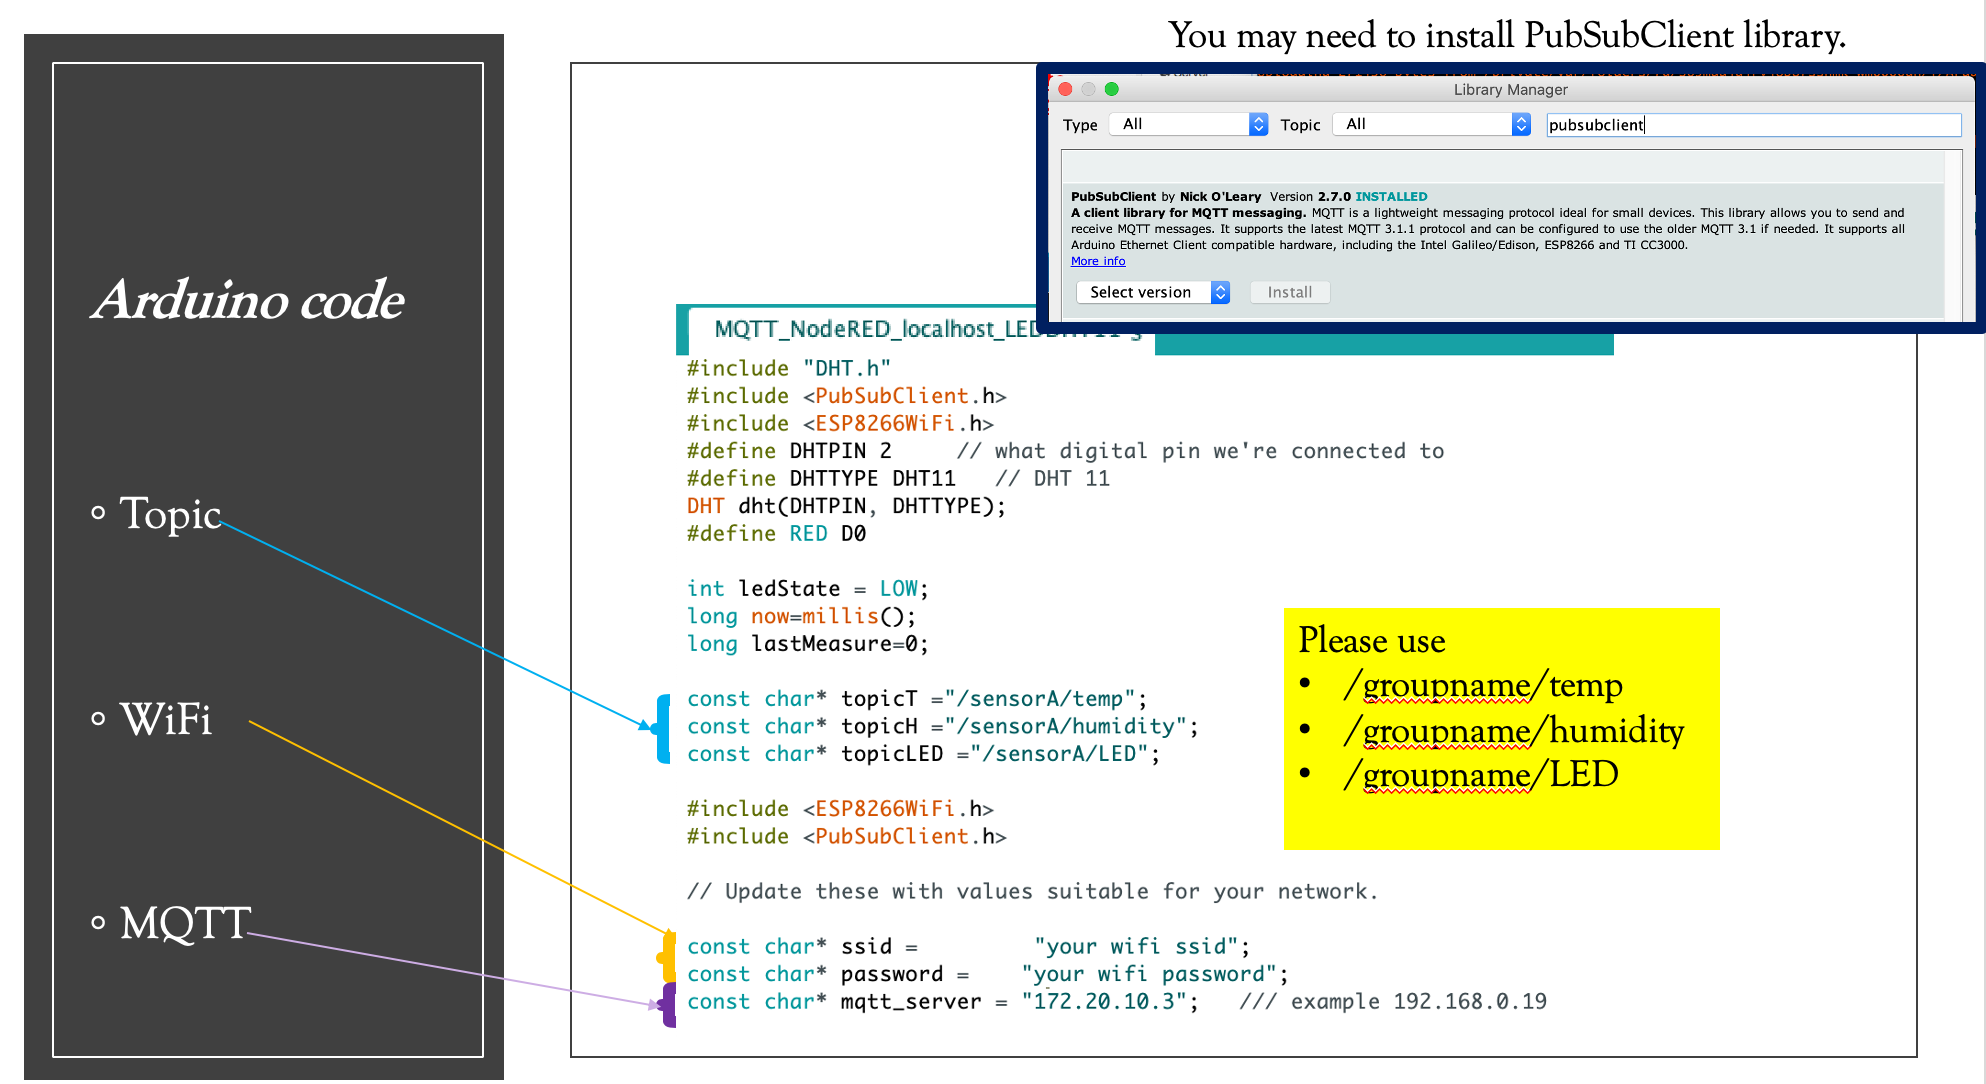 You may need to install PubSubClient library.
Library Manager
Type All Topic All pubsubclient
PubSubClient by Nick O'Leary Version 2.7.0 INSTALLED
A client library for MQTT messaging. MQTT is a lightweight messaging protocol ideal for small devices. This library allows you to send and
receive MQTT messages. It supports the latest MQTT 3.1.1 protocol and can be configured to use the older MQTT 3.1 if needed. It supports all
Arduino Ethernet Client compatible hardware, including the Intel Galileo/Edison, ESP8266 and TI CC3000.
More info
Select version Install
Arduino code
Topic
WiFi
MQTT
#include "DHT.h"
#include <PubSubClient.h>
#include <ESP8266WiFi.h>
#define DHTPIN 2 // what digital pin we're connected to
#define DHTTYPE DHT11 // DHT 11
DHT dht(DHTPIN, DHTTYPE);
#define RED D0
int ledState = LOW;
long now=millis();
long lastMeasure=0;
const char* topicT ="/sensorA/temp";
const char* topicH ="/sensorA/humidity";
const char* topicLED ="/sensorA/LED";
#include <ESP8266WiFi.h>
#include <PubSubClient.h>
// Update these with values suitable for your network.
const char* ssid = "your wifi ssid";
const char* password = "your wifi password";
const char* mqtt_server = "172.20.10.3"; /// example 192.168.0.19
Please use
• /groupname/temp
• /groupname/humidity
• /groupname/LED